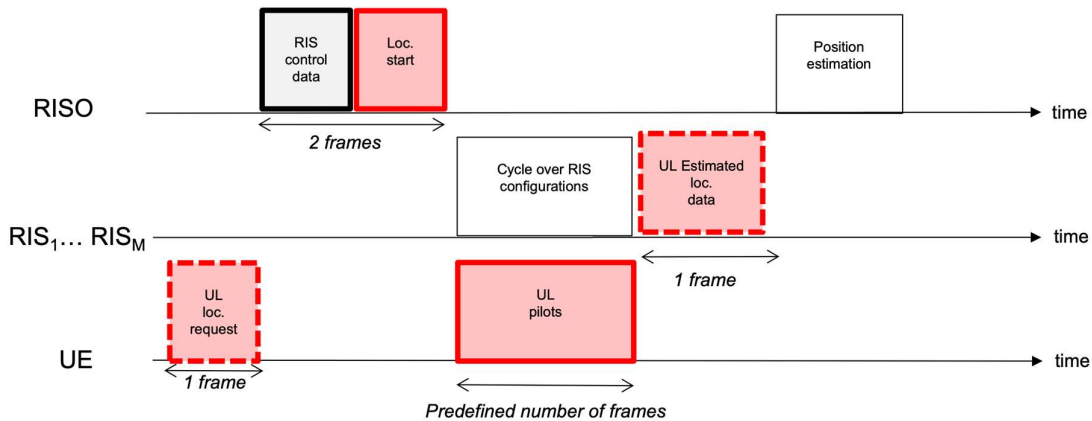 RIS
control
data
Loc.
start
Position
estimation
RISO
time
2 frames
Cycle over RIS
configurations
UL Estimated
loc.
data
RIS₁… RISₘ
time
1 frame
UL
loc.
request
UL
pilots
UE
time
1 frame
Predefined number of frames